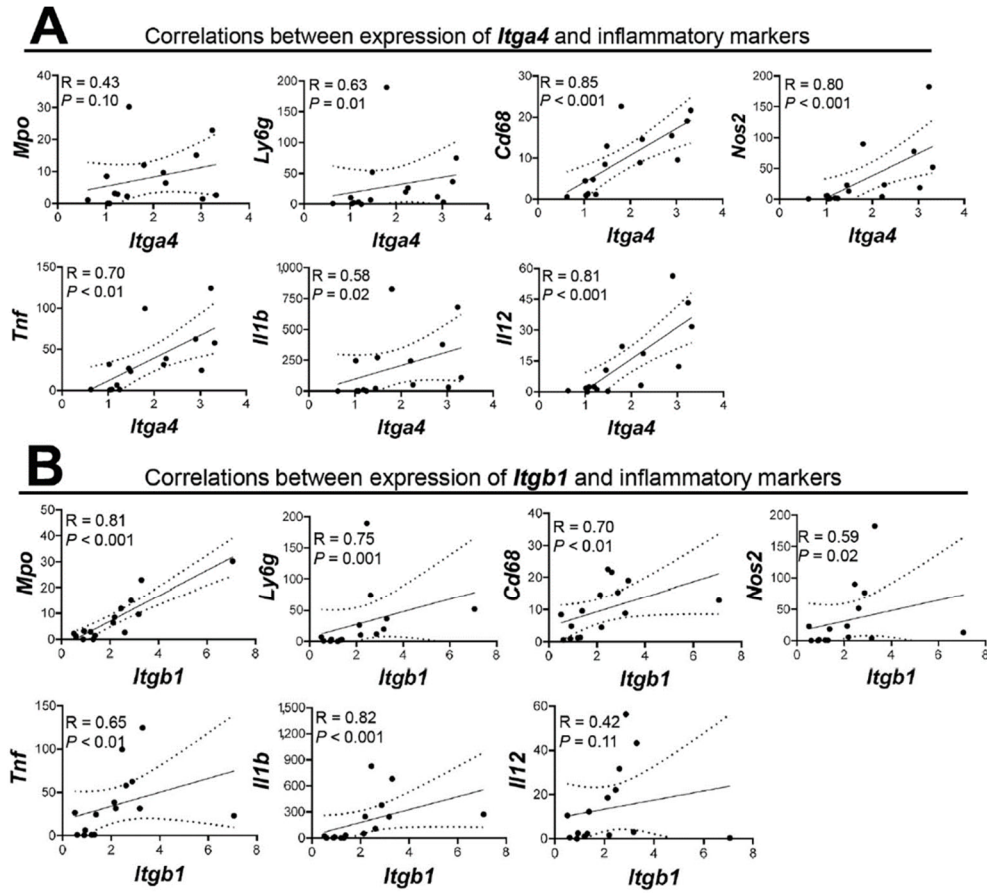 A
Correlations between expression of Itga4 and inflammatory markers
R = 0.43
P = 0.10
Mpo
40
30
20
10
0
0 1 2 3 4
Itga4
R = 0.63
P = 0.01
Ly6g
200
150
100
50
0
0 1 2 3 4
Itga4
R = 0.85
P < 0.001
Cd68
30
20
10
0
0 1 2 3 4
Itga4
R = 0.80
P < 0.001
Nos2
200
150
100
50
0
0 1 2 3 4
Itga4
R = 0.70
P < 0.01
Tnf
150
100
50
0
0 1 2 3 4
Itga4
R = 0.58
P = 0.02
Il1b
1,000
750
500
250
0
0 1 2 3 4
Itga4
R = 0.81
P < 0.001
Il12
60
45
30
15
0
0 1 2 3 4
Itga4
B
Correlations between expression of Itgb1 and inflammatory markers
R = 0.81
P < 0.001
Mpo
50
40
30
20
10
0
0 2 4 6 8
Itgb1
R = 0.75
P = 0.001
Ly6g
200
150
100
50
0
0 2 4 6 8
Itgb1
R = 0.70
P < 0.01
Cd68
40
30
20
10
0
0 2 4 6 8
Itgb1
R = 0.59
P = 0.02
Nos2
200
150
100
50
0
0 2 4 6 8
Itgb1
R = 0.65
P < 0.01
Tnf
150
100
50
0
0 2 4 6 8
Itgb1
R = 0.82
P < 0.001
Il1b
1,500
1,200
900
600
300
0
0 2 4 6 8
Itgb1
R = 0.42
P = 0.11
Il12
60
40
20
0
0 2 4 6 8
Itgb1